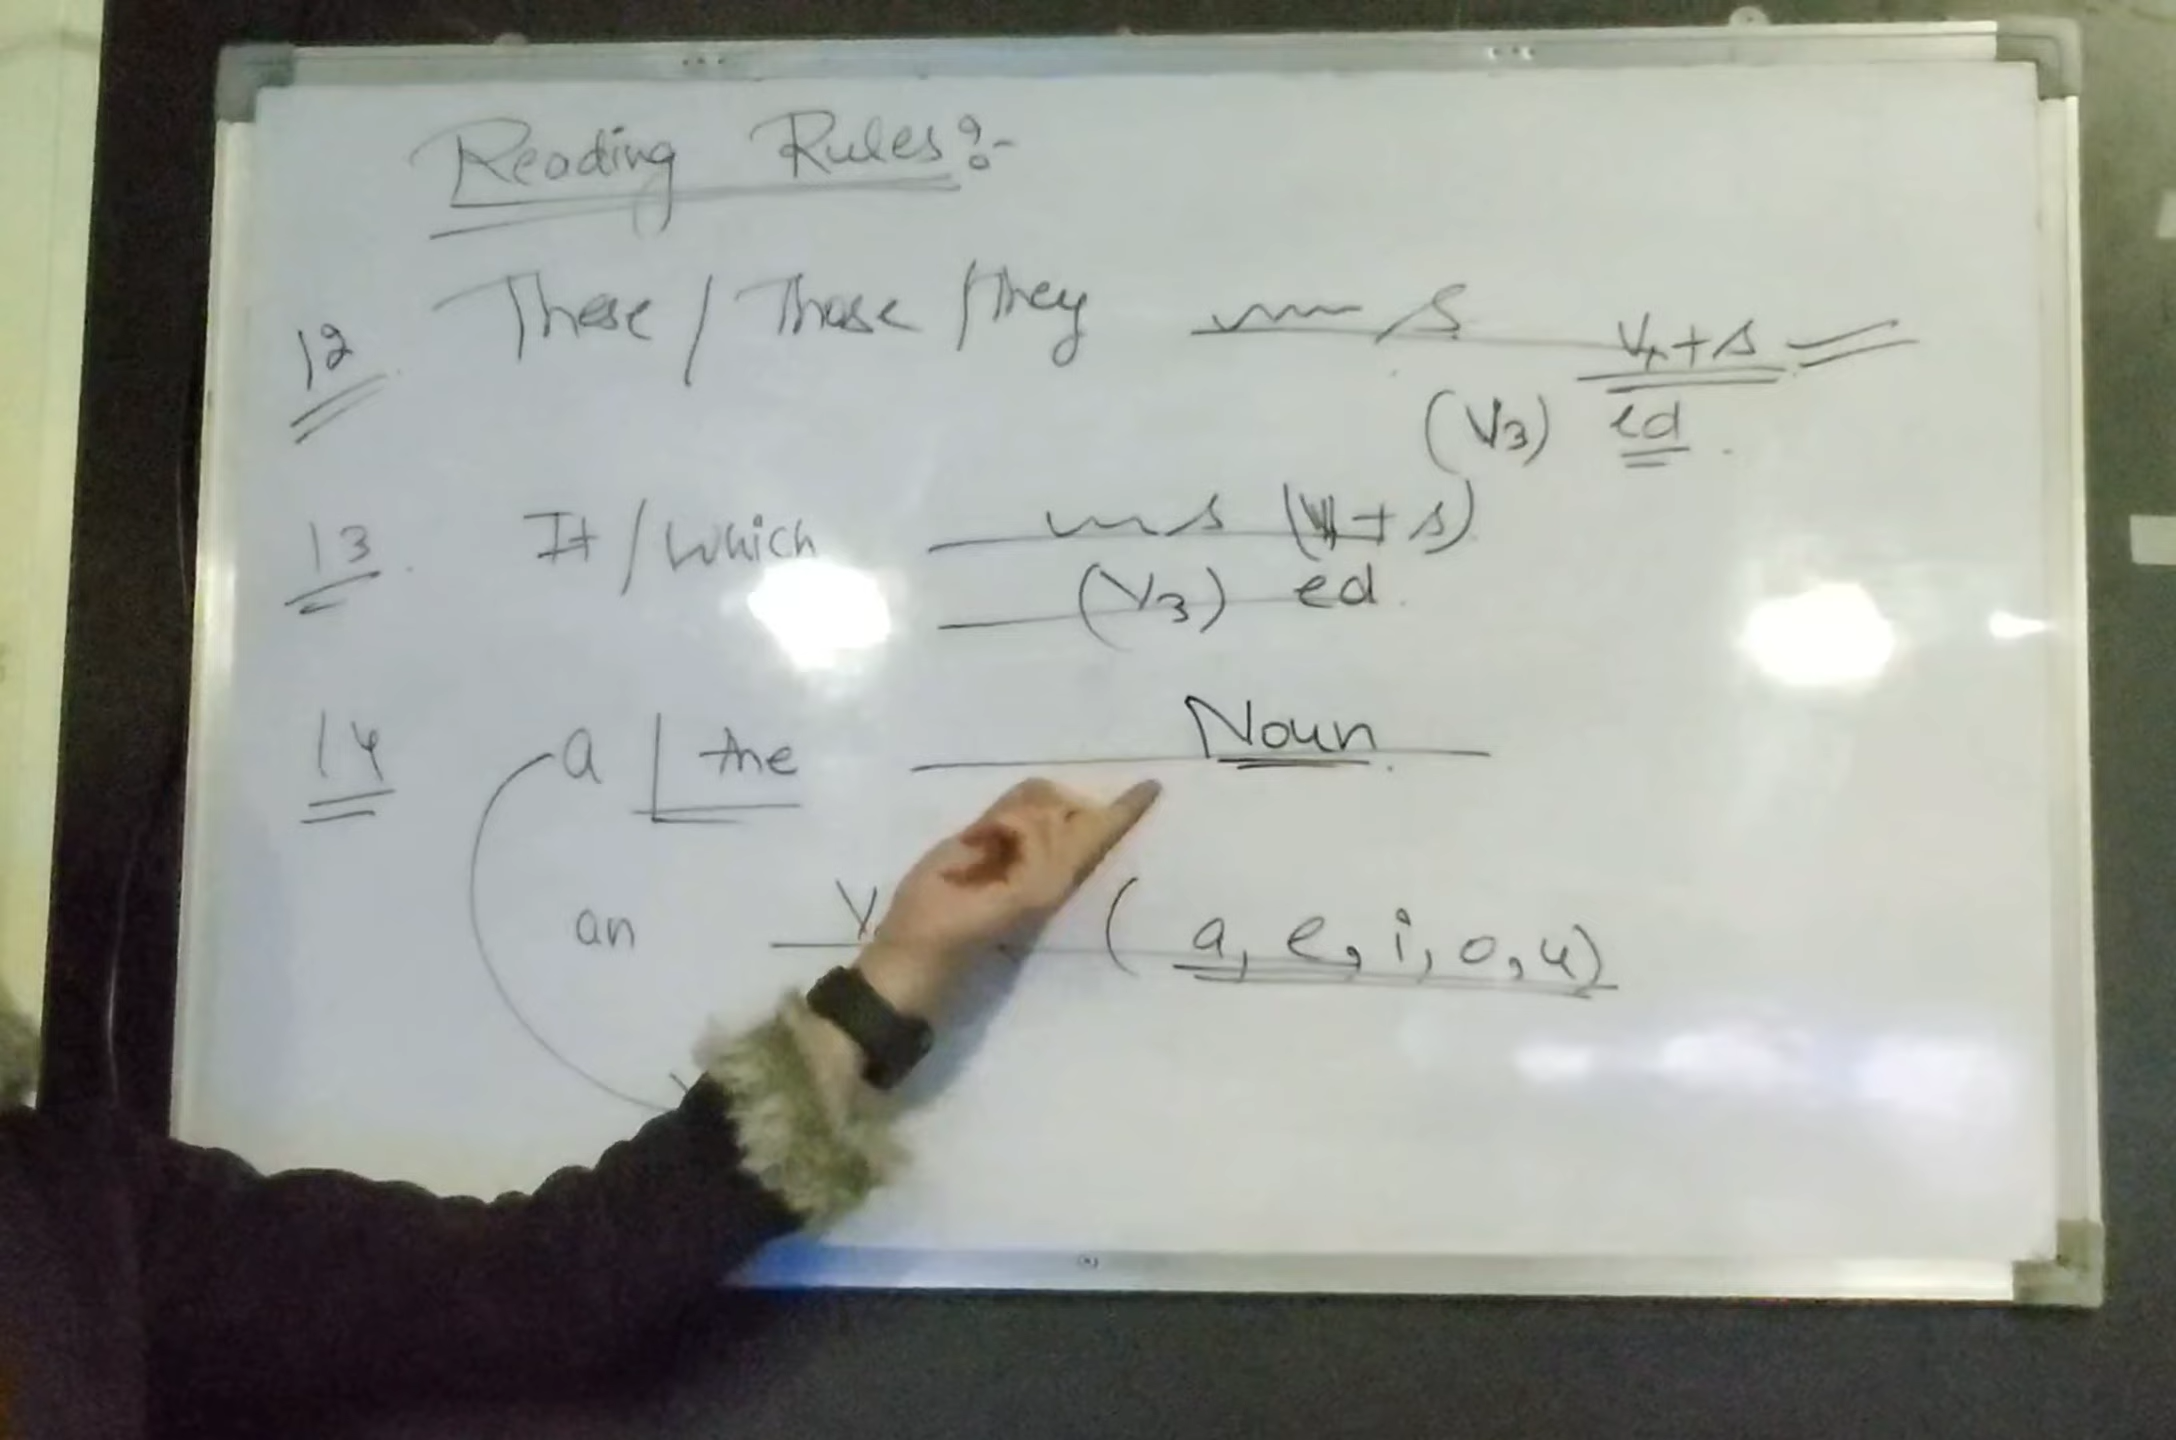 Reading Rules:-
12. These / Those / They s V1+s
(V3) ed.
13. It / which s (V1+s)
(V3) ed.
14 a | the Noun.
an (a, e, i, o, u)